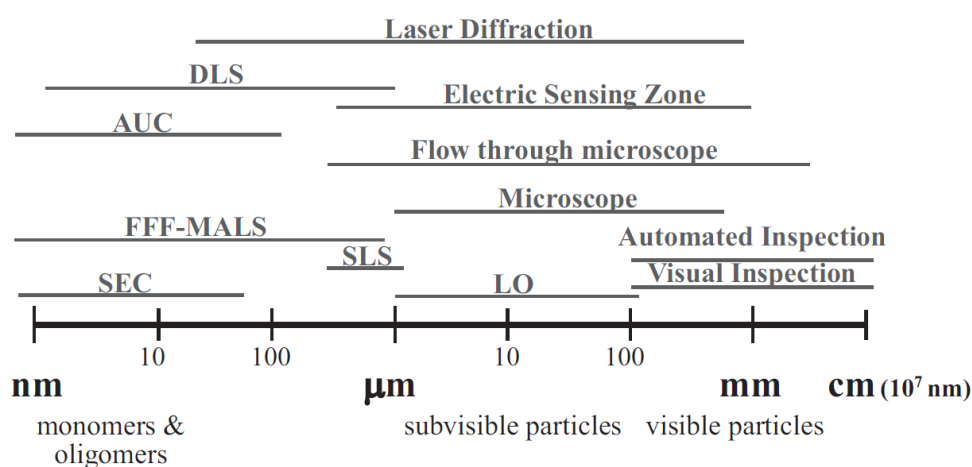 Laser Diffraction
DLS
Electric Sensing Zone
AUC
Flow through microscope
Microscope
FFF-MALS
Automated Inspection
SLS
Visual Inspection
SEC
LO
10 100 10 100
nm μm mm cm (10⁷ nm)
monomers & subvisible particles visible particles
oligomers